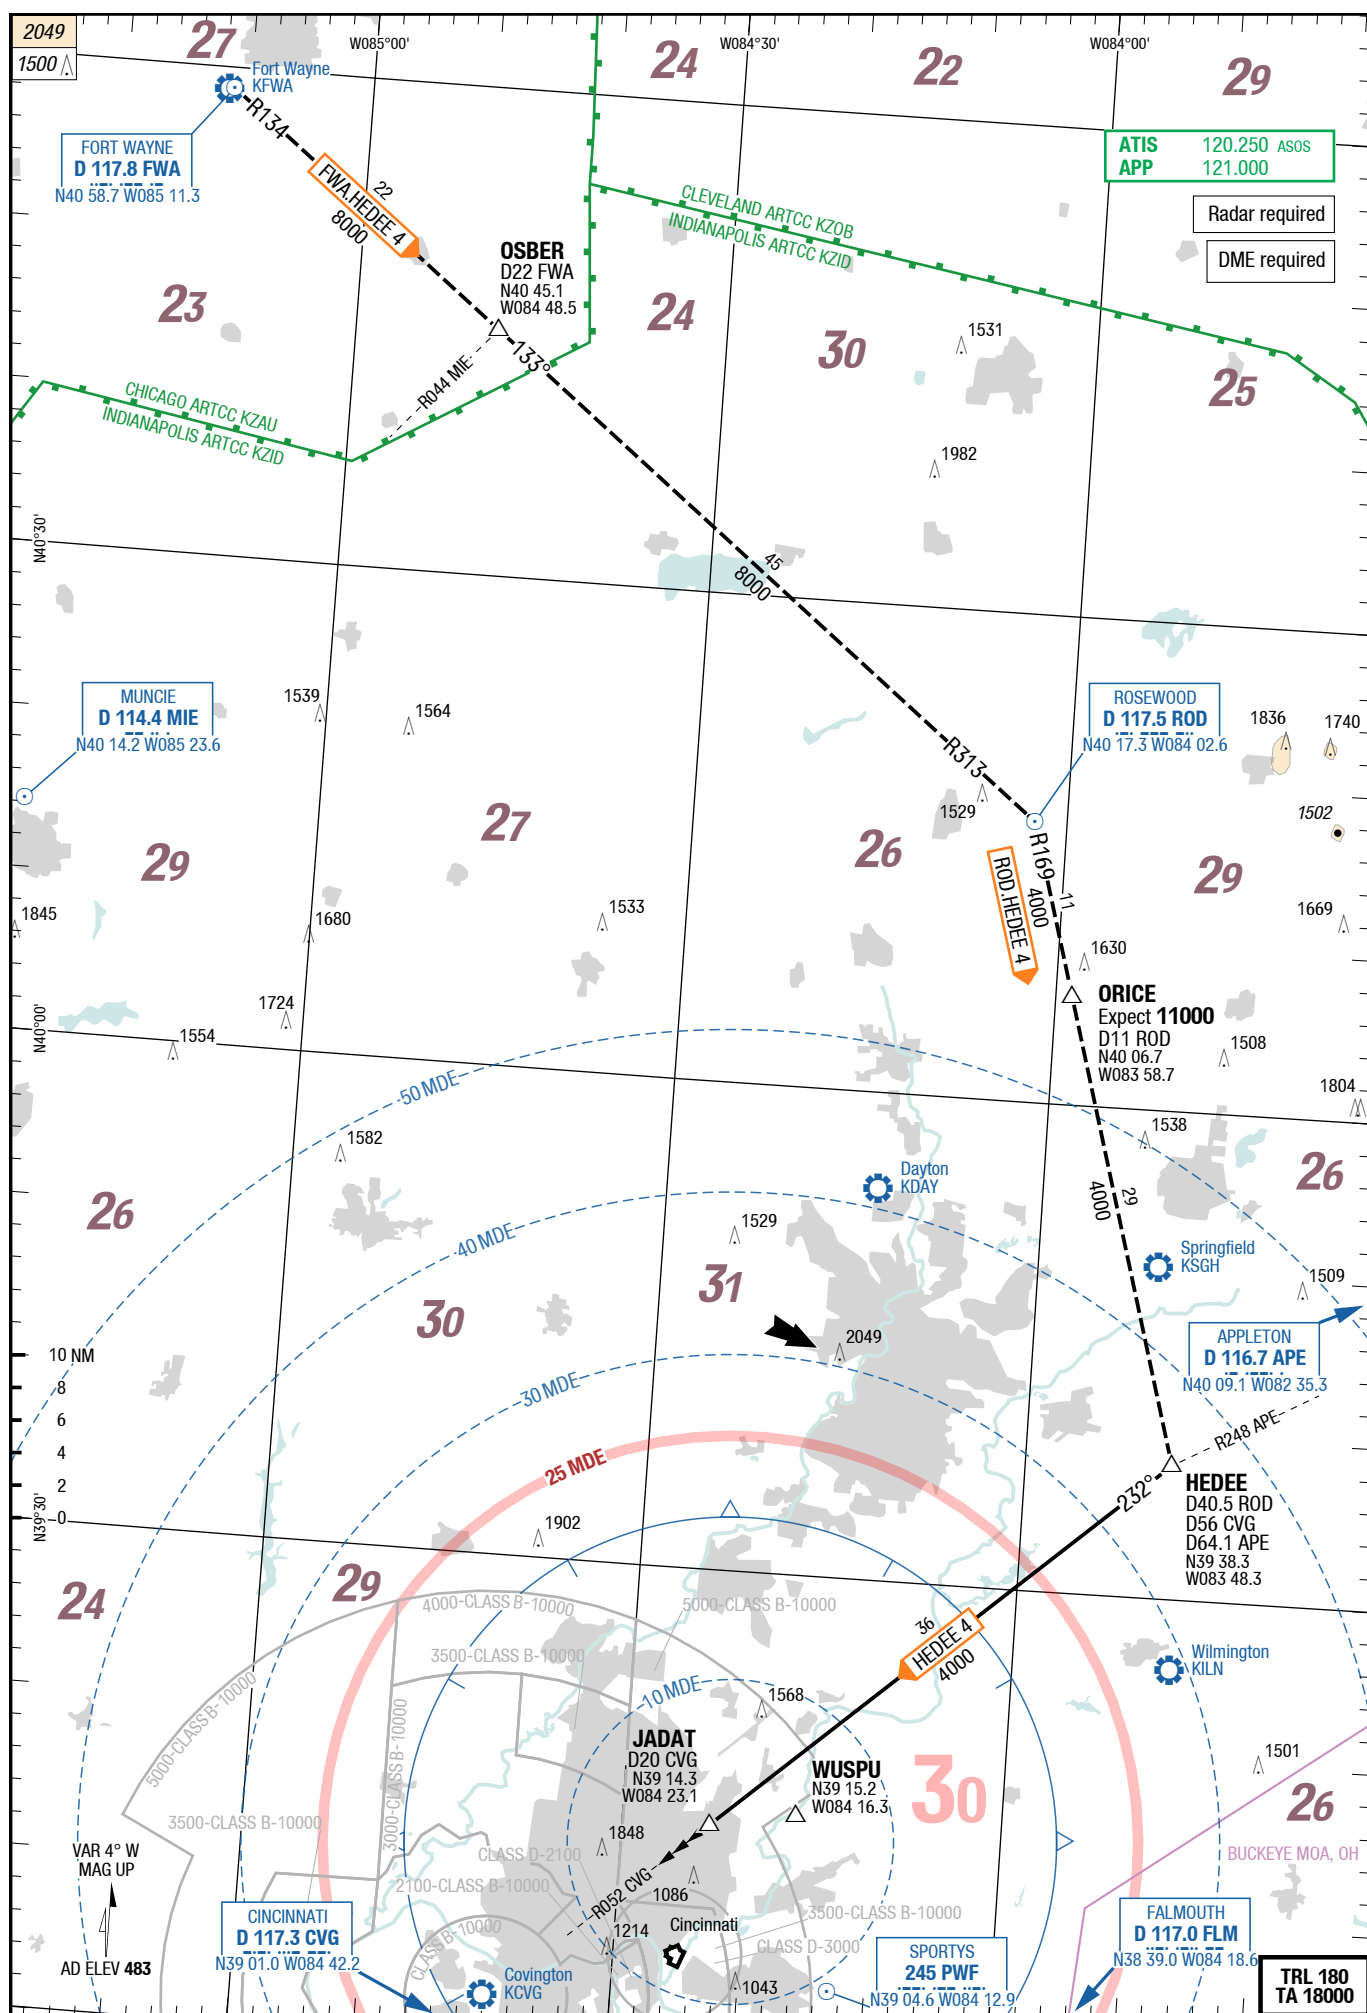 2049
1500
27
W085°00'
24
W084°30'
22
W084°00'
29
Fort Wayne
KFWA
FORT WAYNE
D 117.8 FWA
N40 58.7 W085 11.3
R134
FWA.HEDEE 4
22
8000
ATIS 120.250 ASOS
APP 121.000
Radar required
DME required
CLEVELAND ARTCC KZOB
INDIANAPOLIS ARTCC KZID
OSBER
D22 FWA
N40 45.1
W084 48.5
23
24
30
1531
25
133°
R044 MIE
CHICAGO ARTCC KZAU
INDIANAPOLIS ARTCC KZID
1982
N40°30'
45
8000
MUNCIE
D 114.4 MIE
N40 14.2 W085 23.6
1539
1564
ROSEWOOD
D 117.5 ROD
N40 17.3 W084 02.6
1836
1740
R313
1529
1502
27
26
29
29
R169
11
4000
ROD.HEDEE 4
1845
1680
1533
1669
1630
ORICE
Expect 11000
D11 ROD
N40 06.7
W083 58.7
1724
1554
N40°00'
1508
1804
50 MDE
1582
1538
26
26
Dayton
KDAY
29
4000
40 MDE
1529
Springfield
KSGH
31
30
1509
2049
APPLETON
D 116.7 APE
N40 09.1 W082 35.3
10 NM
8
6
4
2
0
N39°30'
30 MDE
R248 APE
25 MDE
232°
HEDEE
D40.5 ROD
D56 CVG
D64.1 APE
N39 38.3
W083 48.3
1902
24
29
4000-CLASS B-10000
5000-CLASS B-10000
3500-CLASS B-10000
36
HEDEE 4
4000
Wilmington
KILN
10 MDE
1568
5000-CLASS B-10000
3000-CLASS B-10000
JADAT
D20 CVG
N39 14.3
W084 23.1
WUSPU
N39 15.2
W084 16.3
30
1501
26
3500-CLASS B-10000
1848
CLASS D-2100
BUCKEYE MOA, OH
VAR 4° W
MAG UP
2100-CLASS B-10000
R052 CVG
1086
CINCINNATI
D 117.3 CVG
N39 01.0 W084 42.2
CLASS B-10000
1214
Cincinnati
3500-CLASS B-10000
CLASS D-3000
FALMOUTH
D 117.0 FLM
N38 39.0 W084 18.6
AD ELEV 483
Covington
KCVG
1043
SPORTYS
245 PWF
N39 04.6 W084 12.9
TRL 180
TA 18000